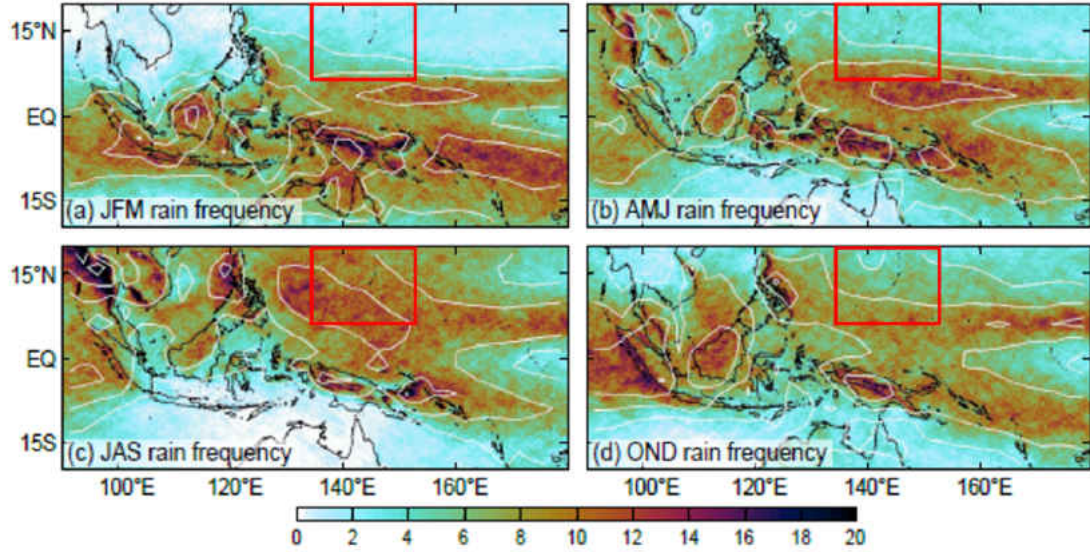 15°N
EQ
15S
(a) JFM rain frequency
(b) AMJ rain frequency
15°N
EQ
15S
(c) JAS rain frequency
(d) OND rain frequency
100°E 120°E 140°E 160°E 100°E 120°E 140°E 160°E
0 2 4 6 8 10 12 14 16 18 20